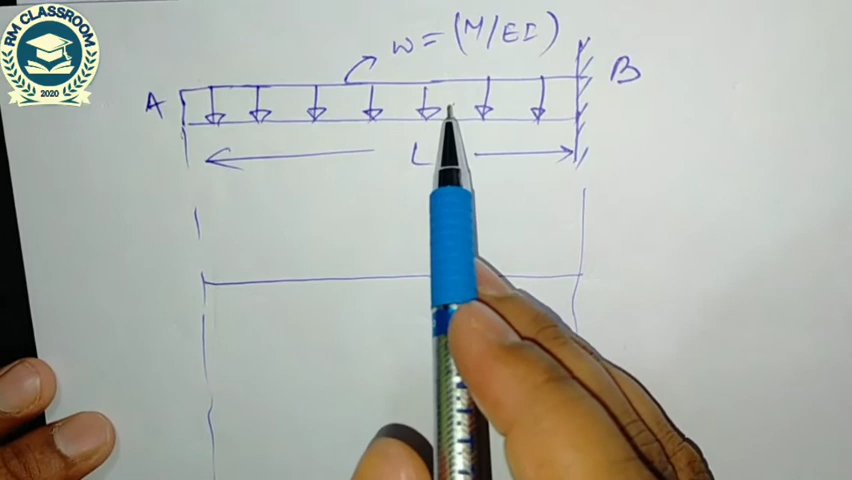 RM CLASSROOM
2020
w = (M/EI)
A
B
L